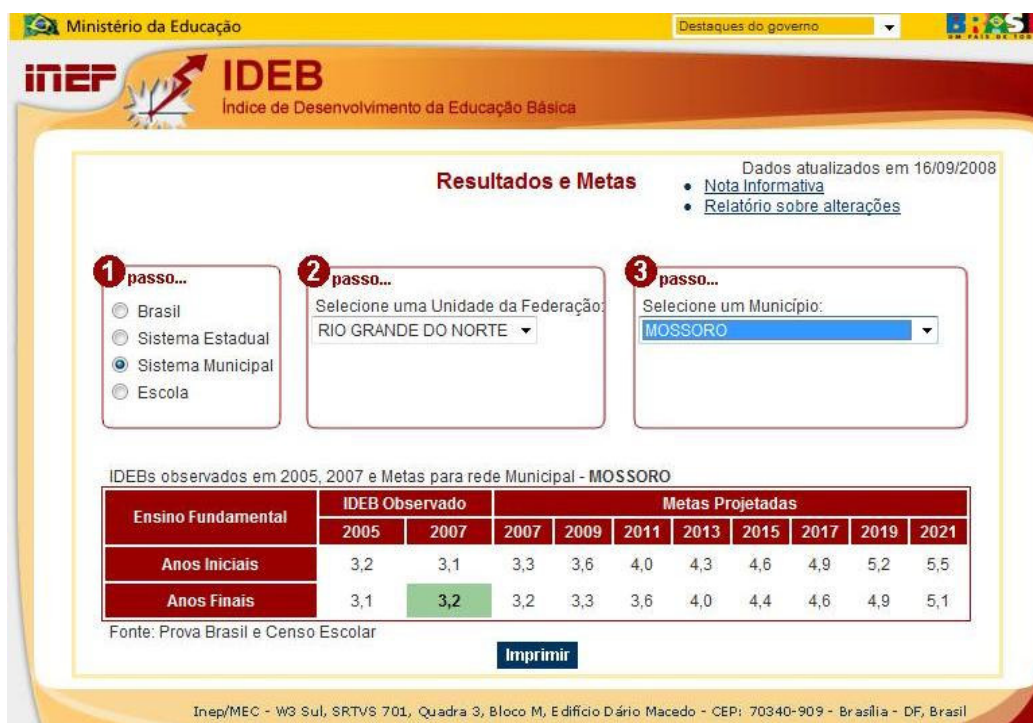 Ministério da Educação
Destaques do governo
BRASIL
UM PAÍS DE TODOS
inep
IDEB
Índice de Desenvolvimento da Educação Básica
Resultados e Metas
Dados atualizados em 16/09/2008
• Nota Informativa
• Relatório sobre alterações
1 passo...
Brasil
Sistema Estadual
Sistema Municipal
Escola
2 passo...
Selecione uma Unidade da Federação:
RIO GRANDE DO NORTE
3 passo...
Selecione um Município:
MOSSORO
IDEBs observados em 2005, 2007 e Metas para rede Municipal - MOSSORO
Ensino Fundamental IDEB Observado Metas Projetadas
2005 2007 2007 2009 2011 2013 2015 2017 2019 2021
Anos Iniciais 3,2 3,1 3,3 3,6 4,0 4,3 4,6 4,9 5,2 5,5
Anos Finais 3,1 3,2 3,2 3,3 3,6 4,0 4,4 4,6 4,9 5,1
Fonte: Prova Brasil e Censo Escolar
Imprimir
Inep/MEC - W3 Sul, SRTVS 701, Quadra 3, Bloco M, Edifício Dário Macedo - CEP: 70340-909 - Brasília - DF, Brasil